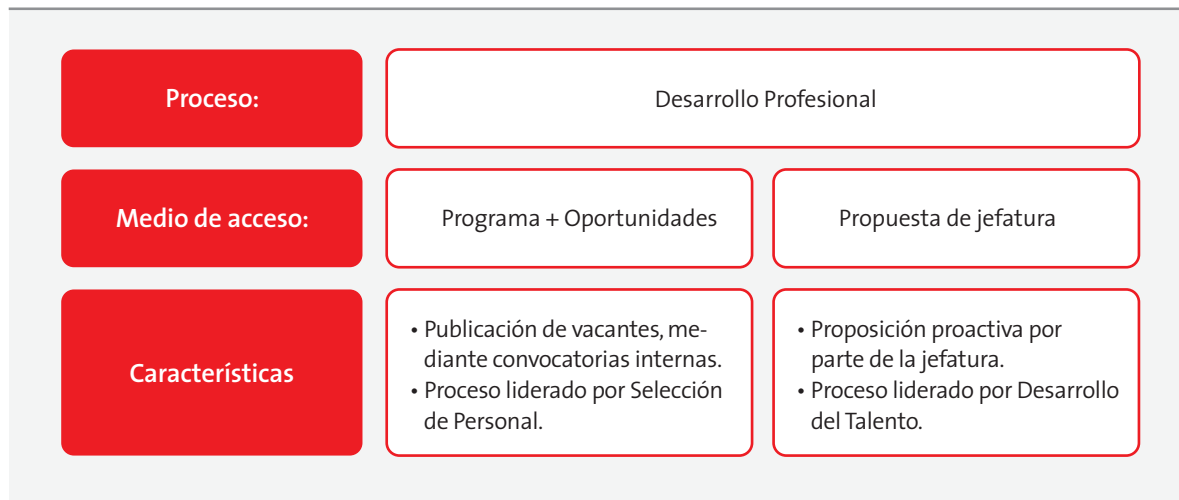 Proceso:
Desarrollo Profesional
Medio de acceso:
Programa + Oportunidades
Propuesta de jefatura
Características
• Publicación de vacantes, me-
diante convocatorias internas.
• Proceso liderado por Selección
de Personal.
• Proposición proactiva por
parte de la jefatura.
• Proceso liderado por Desarrollo
del Talento.